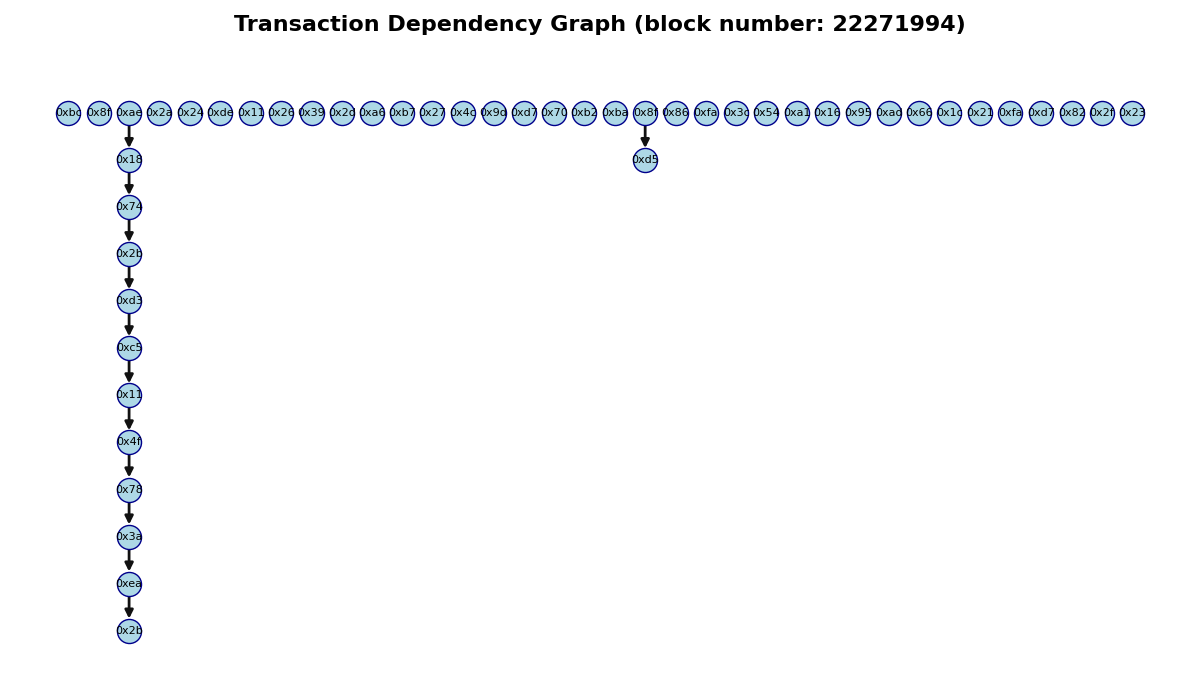 Transaction Dependency Graph (block number: 22271994)
0xbc 0x8f 0xae 0x2a 0x24 0xde 0x11 0x26 0x39 0x2d 0xa6 0xb7 0x27 0x4c 0x9d 0xd7 0x70 0xb2 0xba 0x8f 0x86 0xfa 0x3c 0x54 0xa1 0x16 0x95 0xad 0x66 0x1c 0x21 0xfa 0xd7 0x82 0x2f 0x23
0x18 0xd5
0x74
0x2b
0xd3
0xc5
0x11
0x4f
0x78
0x3a
0xea
0x2b